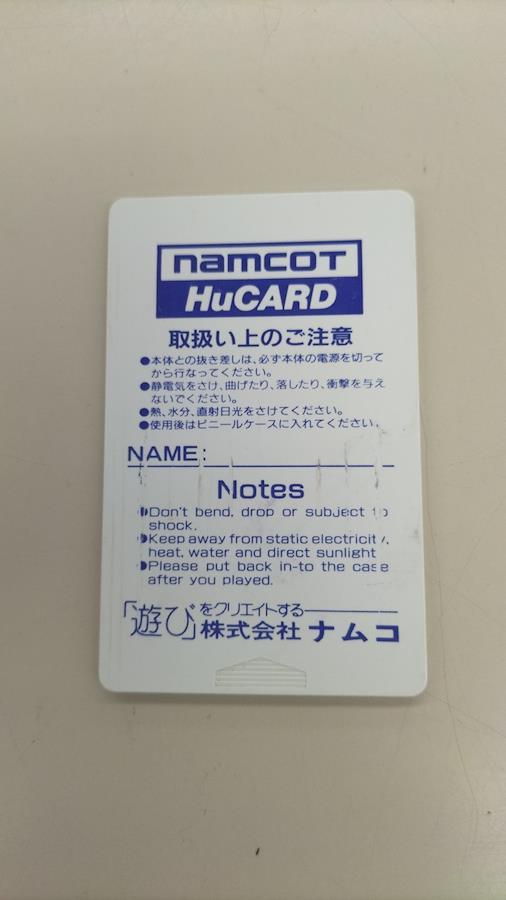 namcoT
HuCARD
取扱い上のご注意
●本体との抜き差しは、必ず本体の電源を切って
から行なってください。
●静電気をさけ、曲げたり、落したり、衝撃を与え
ないでください。
●熱、水分、直射日光をさけてください。
●使用後はビニールケースに入れてください。
NAME:
Notes
●Don't bend, drop or subject to
shock.
●Keep away from static electricity,
heat, water and direct sunlight
●Please put back in-to the case
after you played.
「遊び」をクリエイトする
株式会社 ナムコ